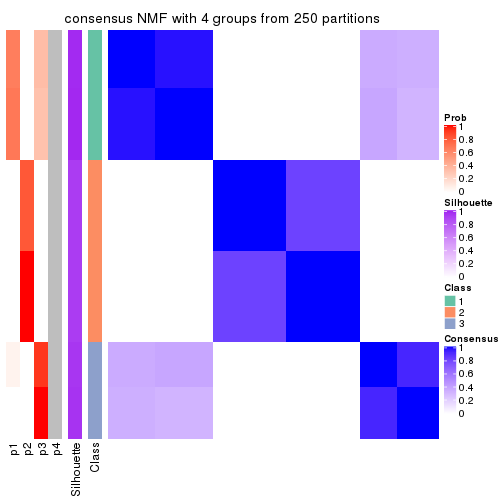 consensus NMF with 4 groups from 250 partitions
Prob
1
0.8
0.6
0.4
0.2
0
Silhouette
1
0.8
0.6
0.4
0.2
0
Class
1
2
3
Consensus
1
0.8
0.6
0.4
0.2
0
p1
p2
p3
p4
Silhouette
Class